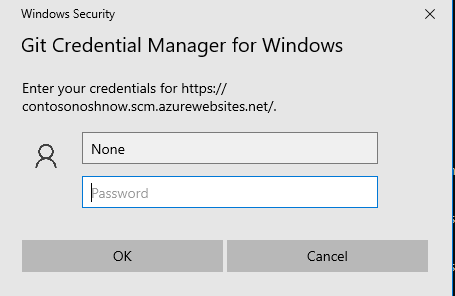 Windows Security
Git Credential Manager for Windows
Enter your credentials for https://
contosonoshnow.scm.azurewebsites.net/.
None
Password
OK
Cancel